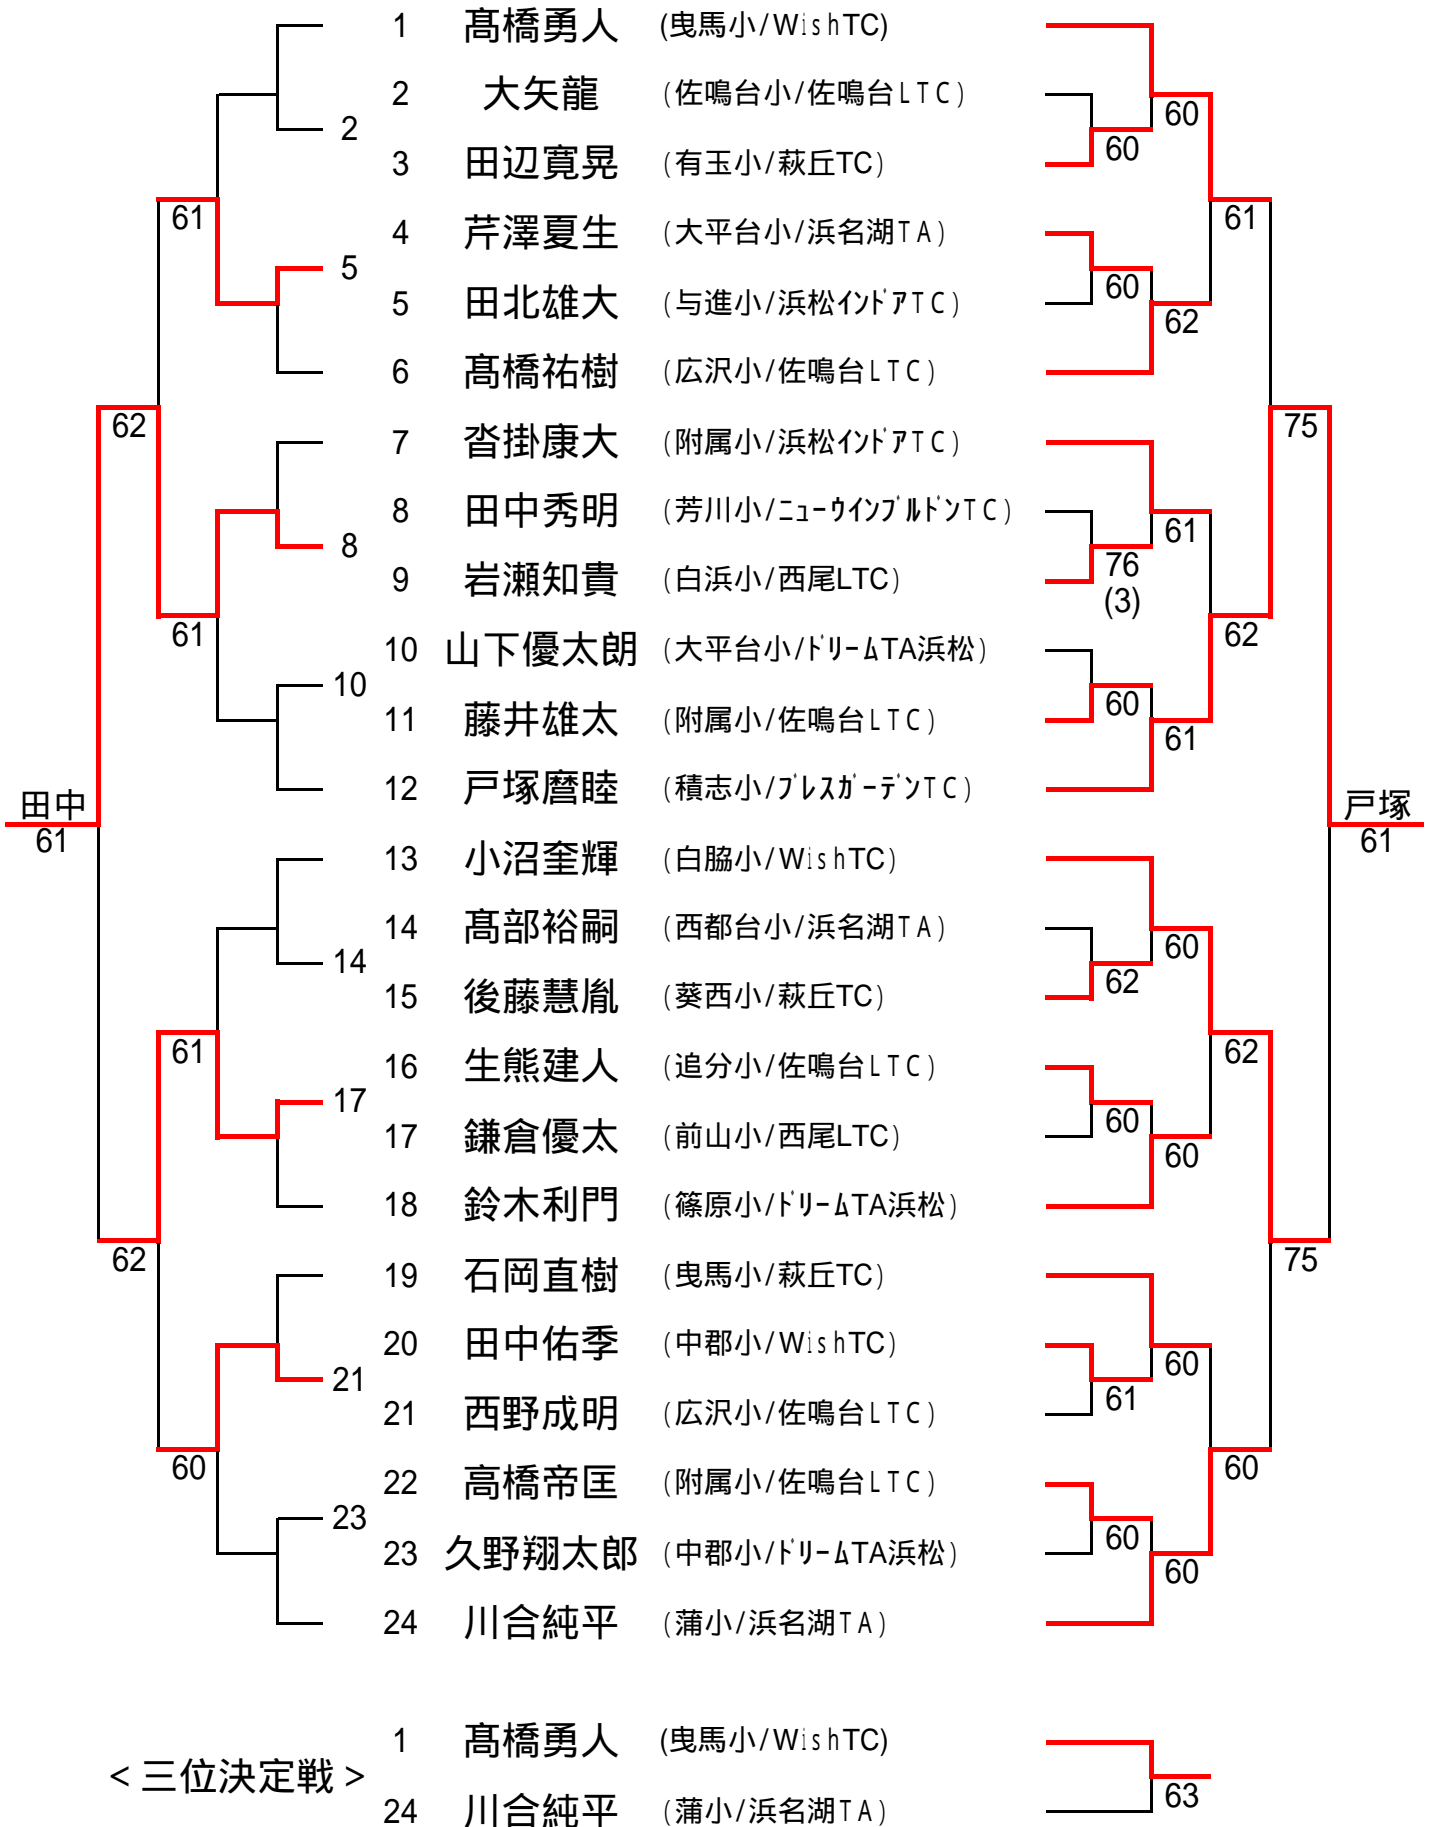 1 髙橋勇人 (曳馬小/WishTC)
2 大矢龍 (佐鳴台小/佐鳴台LTC)
60
2
60
3 田辺寛晃 (有玉小/萩丘TC)
61
61
4 芹澤夏生 (大平台小/浜名湖TA)
5
60
5 田北雄大 (与進小/浜松インドアTC)
62
6 髙橋祐樹 (広沢小/佐鳴台LTC)
62
75
7 沓掛康大 (附属小/浜松インドアTC)
8 田中秀明 (芳川小/ニューウインブルドンTC)
61
8
76
(3)
9 岩瀬知貴 (白浜小/西尾LTC)
61
62
10 山下優太朗 (大平台小/ドリームTA浜松)
10
60
11 藤井雄太 (附属小/佐鳴台LTC)
61
12 戸塚麿睦 (積志小/ブレスガーデンTC)
田中
61
戸塚
61
13 小沼奎輝 (白脇小/WishTC)
14 髙部裕嗣 (西都台小/浜名湖TA)
60
14
62
15 後藤慧胤 (葵西小/萩丘TC)
61
62
16 生熊建人 (追分小/佐鳴台LTC)
17
60
17 鎌倉優太 (前山小/西尾LTC)
60
18 鈴木利門 (篠原小/ドリームTA浜松)
62
75
19 石岡直樹 (曳馬小/萩丘TC)
20 田中佑季 (中郡小/WishTC)
60
21
61
21 西野成明 (広沢小/佐鳴台LTC)
60
60
22 高橋帝匡 (附属小/佐鳴台LTC)
23
60
23 久野翔太郎 (中郡小/ドリームTA浜松)
60
24 川合純平 (蒲小/浜名湖TA)
<三位決定戦>
1 髙橋勇人 (曳馬小/WishTC)
63
24 川合純平 (蒲小/浜名湖TA)